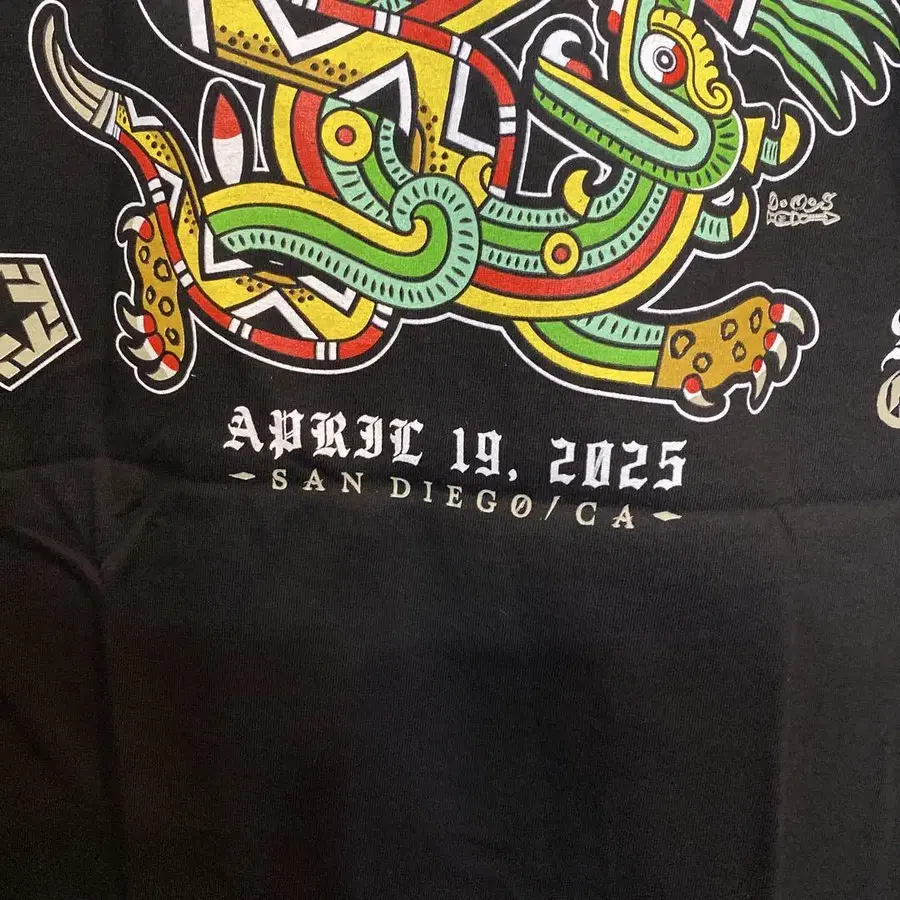 APRIL 19, 2025
SAN DIEGO/CA